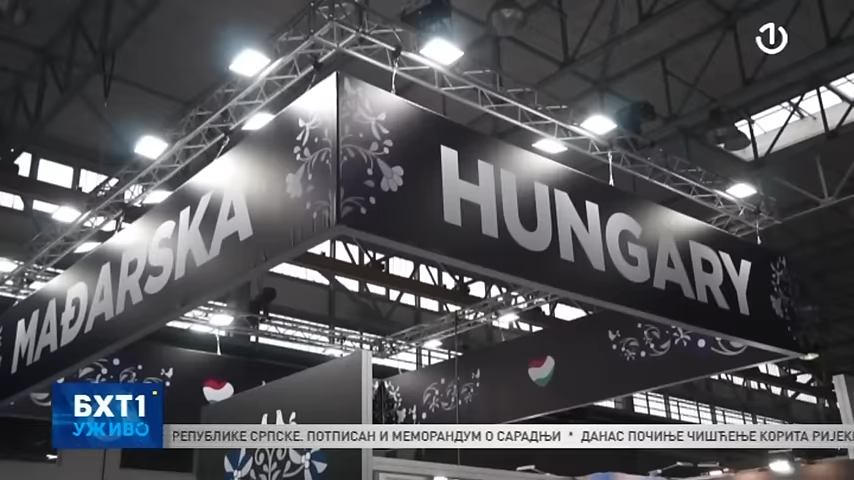 MAĐARSKA
HUNGARY
БХТ1
УЖИВО
РЕПУБЛИКЕ СРПСКЕ. ПОТПИСАН И МЕМОРАНДУМ О САРАДЊИ * ДАНАС ПОЧИЊЕ ЧИШЋЕЊЕ КОРИТА РИЈЕК